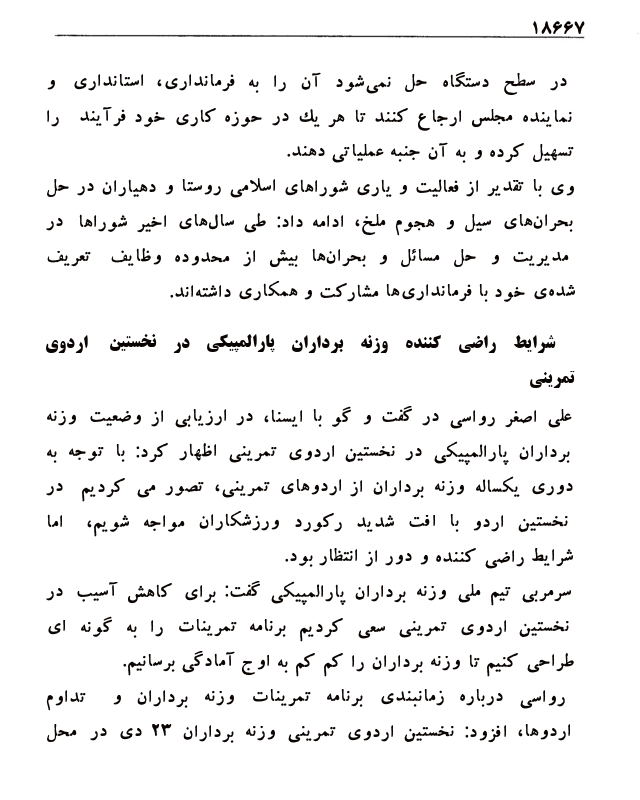 ۱۸۶۶۷
در سطح دستگاه حل نمی‌شود آن را به فرمانداری، استانداری و
نماینده مجلس ارجاع کنند تا هر یك در حوزه کاری خود فرآیند را
تسهیل کرده و به آن جنبه عملیاتی دهند.
وی با تقدیر از فعالیت و یاری شوراهای اسلامی روستا و دهیاران در حل
بحران‌های سیل و هجوم ملخ، ادامه داد: طی سال‌های اخیر شوراها در
مدیریت و حل مسائل و بحران‌ها بیش از محدوده وظایف تعریف
شده‌ی خود با فرمانداری‌ها مشارکت و همکاری داشته‌اند.
شرایط راضی کننده وزنه برداران پارالمپیکی در نخستین اردوی
تمرینی
علی اصغر رواسی در گفت و گو با ایسنا، در ارزیابی از وضعیت وزنه
برداران پارالمپیکی در نخستین اردوی تمرینی اظهار کرد: با توجه به
دوری یکساله وزنه برداران از اردوهای تمرینی، تصور می کردیم در
نخستین اردو با افت شدید رکورد ورزشکاران مواجه شویم، اما
شرایط راضی کننده و دور از انتظار بود.
سرمربی تیم ملی وزنه برداران پارالمپیکی گفت: برای کاهش آسیب در
نخستین اردوی تمرینی سعی کردیم برنامه تمرینات را به گونه ای
طراحی کنیم تا وزنه برداران را کم کم به اوج آمادگی برسانیم.
رواسی درباره زمانبندی برنامه تمرینات وزنه برداران و تداوم
اردوها، افزود: نخستین اردوی تمرینی وزنه برداران ۲۳ دی در محل